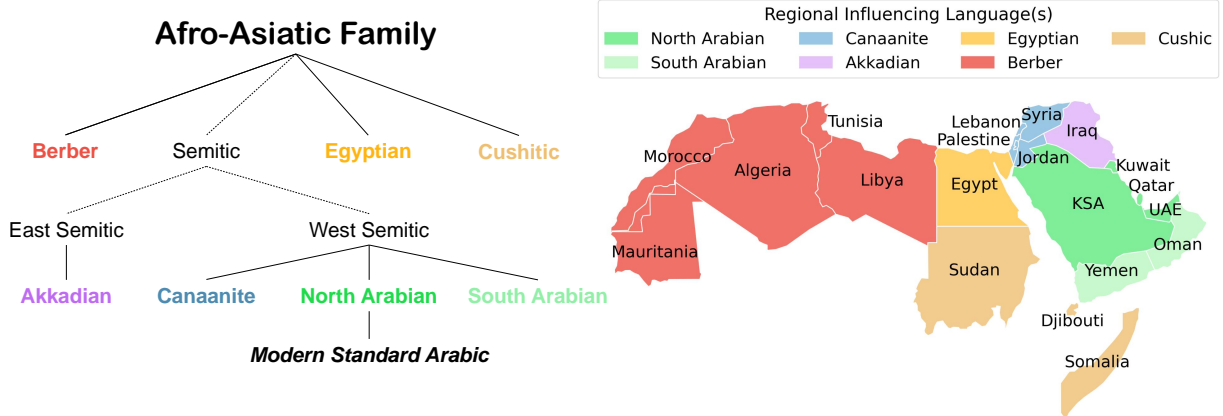 Afro-Asiatic Family
Berber
Semitic
Egyptian
Cushitic
East Semitic
West Semitic
Akkadian
Canaanite
North Arabian
South Arabian
Modern Standard Arabic
Regional Influencing Language(s)
North Arabian
Canaanite
Egyptian
Cushic
South Arabian
Akkadian
Berber
Tunisia
Lebanon
Syria
Palestine
Iraq
Morocco
Algeria
Libya
Egypt
Jordan
Kuwait
Qatar
KSA
UAE
Mauritania
Oman
Sudan
Yemen
Djibouti
Somalia